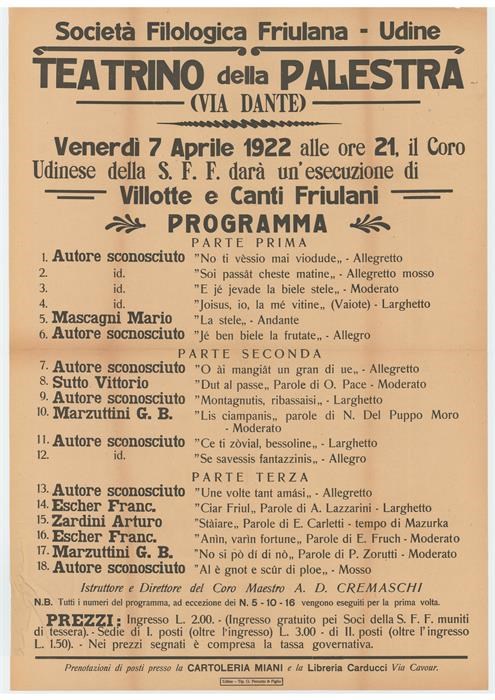 Società Filologica Friulana - Udine
TEATRINO della PALESTRA
(VIA DANTE)
Venerdì 7 Aprile 1922 alle ore 21, il Coro
Udinese della S. F. F. darà un'esecuzione di
Villotte e Canti Friulani
PROGRAMMA
PARTE PRIMA
1. Autore sconosciuto "No ti vèssio mai viodude„ - Allegretto
2. id. "Soi passât cheste matine„ - Allegretto mosso
3. id. "E jé jevade la biele stele„ - Moderato
4. id. "Joisus, io, la mé vitine„ (Vaiote) - Larghetto
5. Mascagni Mario "La stele„ - Andante
6. Autore socnosciuto "Jé ben biele la frutate„ - Allegro
PARTE SECONDA
7. Autore sconosciuto "O ài mangiât un gran di ue„ - Allegretto
8. Sutto Vittorio "Dut al passe„ Parole di O. Pace - Moderato
9. Autore sconosciuto "Montagnutis, ribassaisi„ - Larghetto
10. Marzuttini G. B. "Lis ciampanis„ parole di N. Del Puppo Moro
- Moderato
11. Autore sconosciuto "Ce ti zòvial, bessoline„ - Larghetto
12. id. "Se savessis fantazzinis„ - Allegro
PARTE TERZA
13. Autore sconosciuto "Une volte tant amási„ - Allegretto
14. Escher Franc. "Ciar Friul„ Parole di A. Lazzarini - Larghetto
15. Zardini Arturo "Stàiare„ Parole di E. Carletti - tempo di Mazurka
16. Escher Franc. "Anìn, varìn fortune„ Parole di E. Fruch - Moderato
17. Marzuttini G. B. "No si pò dí di nò„ Parole di P. Zorutti - Moderato
18. Autore sconosciuto "Al è gnot e scûr di ploe„ - Mosso
Istruttore e Direttore del Coro Maestro A. D. CREMASCHI
N.B. Tutti i numeri del programma, ad eccezione dei N. 5 - 10 - 16 vengono eseguiti per la prima volta.
PREZZI: Ingresso L. 2.00. - (Ingresso gratuito pei Soci della S. F. F. muniti
di tessera). - Sedie di I. posti (oltre l'ingresso) L. 3.00 - di II. posti (oltre l'ingresso
L. 1.50). - Nei prezzi segnati è compresa la tassa governativa.
Prenotazioni di posti presso la CARTOLERIA MIANI e la Libreria Carducci Via Cavour.